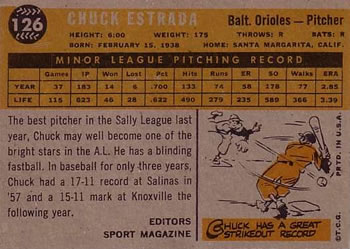 126
CHUCK ESTRADA
Balt. Orioles — Pitcher
HEIGHT: 6:00 WEIGHT: 175 THROWS: R BATS: R
BORN: FEBRUARY 15, 1938 HOME: SANTA MARGARITA, CALIF.
MINOR LEAGUE PITCHING RECORD
Games IP Won Lost Pct. Hits Runs SO ER Walks ERA
YEAR 37 183 14 6 .700 133 74 181 58 77 2.85
LIFE 115 623 46 28 .622 490 279 585 235 389 3.39
The best pitcher in the Sally League last
year, Chuck may well become one of the
bright stars in the A.L. He has a blinding
fastball. In baseball for only three years,
Chuck had a 17-11 record at Salinas in
'57 and a 15-11 mark at Knoxville
the following year.
EDITORS
SPORT MAGAZINE
CHUCK HAS A GREAT
STRIKEOUT RECORD
©T.C.G.
PRTD. IN U.S.A.